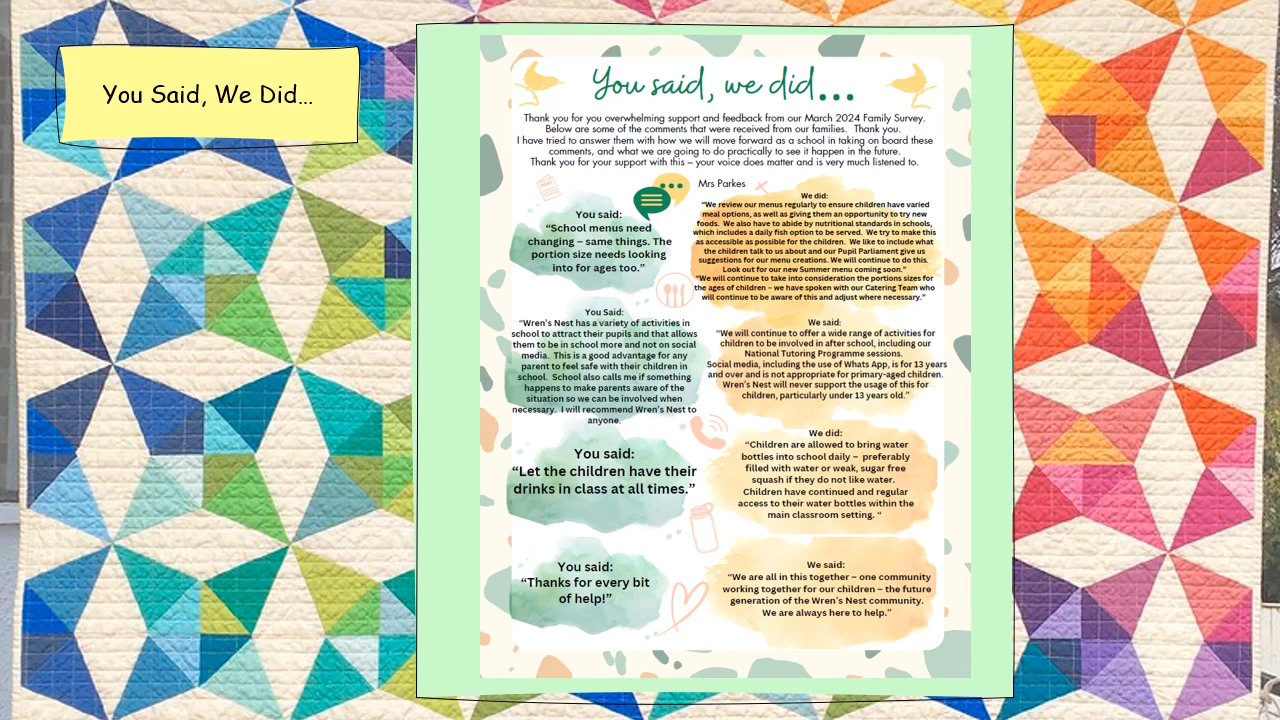 You Said, We Did...
You said, we did...
Thank you for you overwhelming support and feedback from our March 2024 Family Survey.
Below are some of the comments that were received from our families.  Thank you.
I have tried to answer them with how we will move forward as a school in taking on board these
comments, and what we are going to do practically to see it happen in the future.
Thank you for your support with this – your voice does matter and is very much listened to.
Mrs Parkes
You said:
“School menus need
changing – same things. The
portion size needs looking
into for ages too.”
We did:
“We review our menus regularly to ensure children have varied
meal options, as well as giving them an opportunity to try new
foods.  We also have to abide by nutritional standards in schools,
which includes a daily fish option to be served.  We try to make this
as accessible as possible for the children.  We like to include what
the children talk to us about and our Pupil Parliament give us
suggestions for our menu creations. We will continue to do this.
Look out for our new Summer menu coming soon.”
“We will continue to take into consideration the portions sizes for
the ages of children – we have spoken with our Catering Team who
will continue to be aware of this and adjust where necessary.”
You Said:
“Wren’s Nest has a variety of activities in
school to attract their pupils and that allows
them to be in school more and not on social
media.  This is a good advantage for any
parent to feel safe with their children in
school.  School also calls me if something
happens to make parents aware of the
situation so we can be involved when
necessary.  I will recommend Wren’s Nest to
anyone.
We said:
“We will continue to offer a wide range of activities for
children to be involved in after school, including our
National Tutoring Programme sessions.
Social media, including the use of Whats App, is for 13 years
and over and is not appropriate for primary-aged children.
Wren’s Nest will never support the usage of this for
children, particularly under 13 years old.”
You said:
“Let the children have their
drinks in class at all times.”
We did:
“Children are allowed to bring water
bottles into school daily –  preferably
filled with water or weak, sugar free
squash if they do not like water.
Children have continued and regular
access to their water bottles within the
main classroom setting. “
You said:
“Thanks for every bit
of help!”
We said:
“We are all in this together – one community
working together for our children – the future
generation of the Wren’s Nest community.
We are always here to help.”